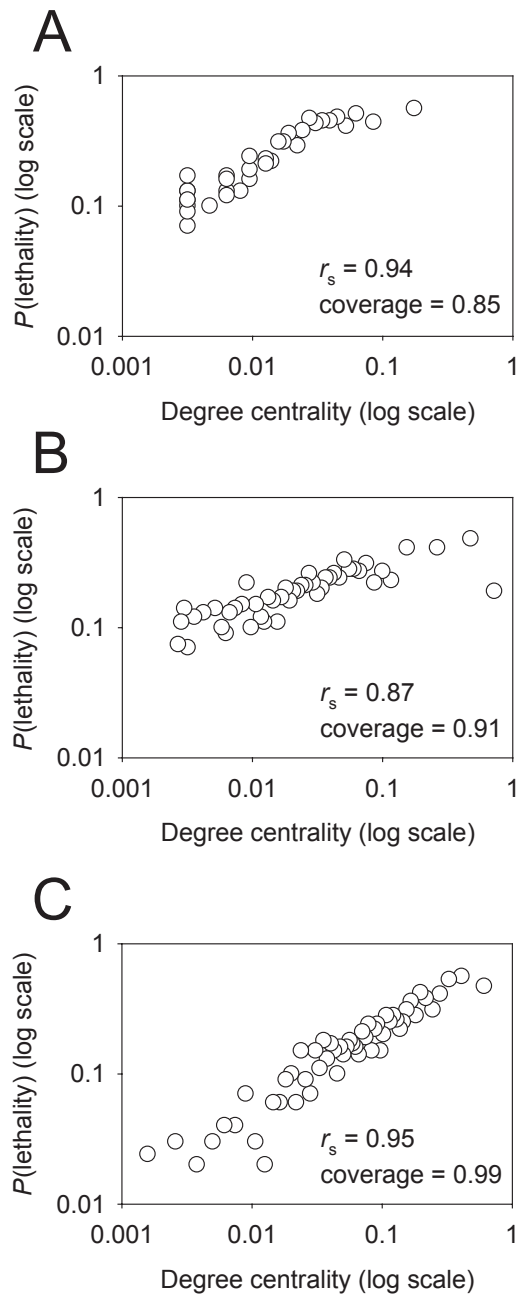 A
P(lethality) (log scale)
1
0.1
0.01
r_s = 0.94
coverage = 0.85
0.001 0.01 0.1 1
Degree centrality (log scale)
B
P(lethality) (log scale)
1
0.1
0.01
r_s = 0.87
coverage = 0.91
0.001 0.01 0.1 1
Degree centrality (log scale)
C
P(lethality) (log scale)
1
0.1
0.01
r_s = 0.95
coverage = 0.99
0.001 0.01 0.1 1
Degree centrality (log scale)